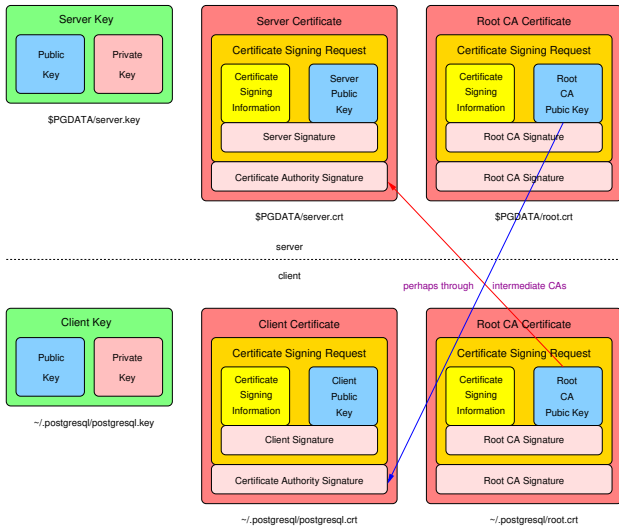 Server Key
Public
Key
Private
Key
$PGDATA/server.key
Server Certificate
Certificate Signing Request
Certificate
Signing
Information
Server
Public
Key
Server Signature
Certificate Authority Signature
$PGDATA/server.crt
Root CA Certificate
Certificate Signing Request
Certificate
Signing
Information
Root
CA
Pubic Key
Root CA Signature
Root CA Signature
$PGDATA/root.crt
server
client
perhaps through
intermediate CAs
Client Key
Public
Key
Private
Key
~/.postgresql/postgresql.key
Client Certificate
Certificate Signing Request
Certificate
Signing
Information
Client
Public
Key
Client Signature
Certificate Authority Signature
~/.postgresql/postgresql.crt
Root CA Certificate
Certificate Signing Request
Certificate
Signing
Information
Root
CA
Pubic Key
Root CA Signature
Root CA Signature
~/.postgresql/root.crt